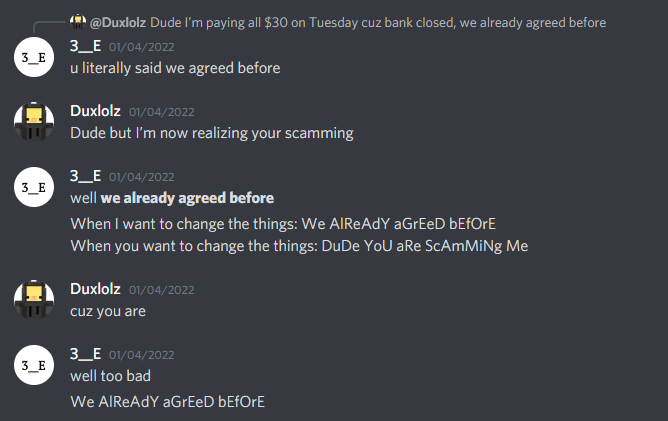 @Duxlolz Dude I'm paying all $30 on Tuesday cuz bank closed, we already agreed before
3__E 3__E 01/04/2022
u literally said we agreed before
Duxlolz 01/04/2022
Dude but I'm now realizing your scamming
3__E 3__E 01/04/2022
well we already agreed before
When I want to change the things: We AlReAdY aGrEeD bEfOrE
When you want to change the things: DuDe YoU aRe ScAmMiNg Me
Duxlolz 01/04/2022
cuz you are
3__E 3__E 01/04/2022
well too bad
We AlReAdY aGrEeD bEfOrE